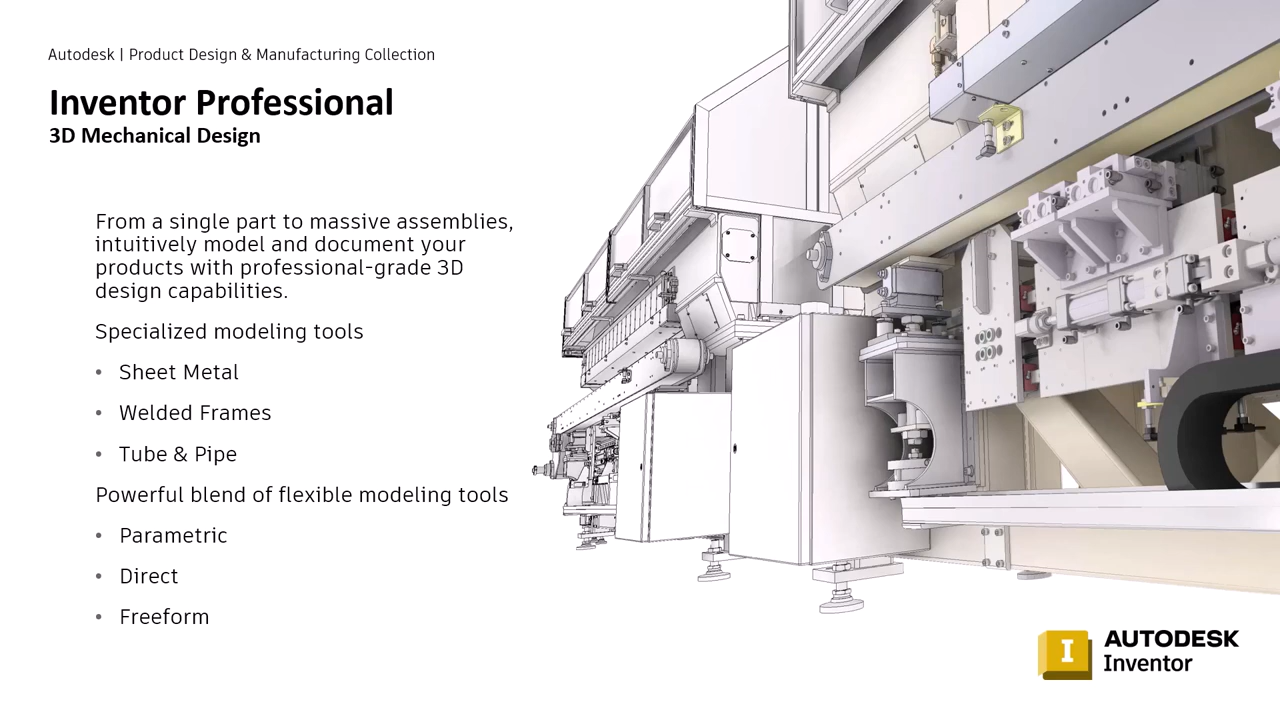 Autodesk | Product Design & Manufacturing Collection
Inventor Professional
3D Mechanical Design
From a single part to massive assemblies,
intuitively model and document your
products with professional-grade 3D
design capabilities.
Specialized modeling tools
• Sheet Metal
• Welded Frames
• Tube & Pipe
Powerful blend of flexible modeling tools
• Parametric
• Direct
• Freeform
I
AUTODESK
Inventor